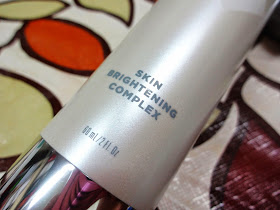 SKIN
BRIGHTENING
COMPLEX
60 ml/2 fl. Oz